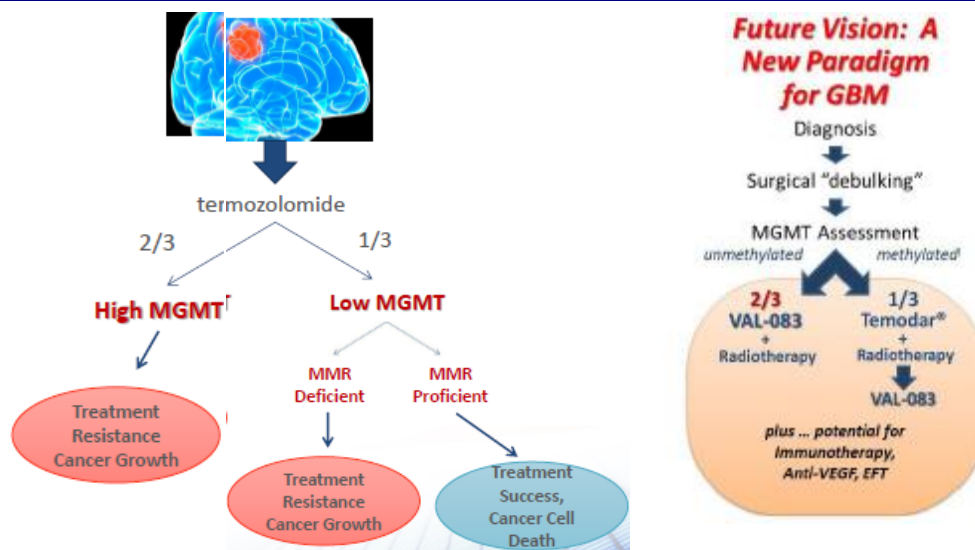 termozolomide
2/3
1/3
High MGMT
Low MGMT
MMR
Deficient
MMR
Proficient
Treatment
Resistance
Cancer Growth
Treatment
Resistance
Cancer Growth
Treatment
Success,
Cancer Cell
Death
Future Vision: A
New Paradigm
for GBM
Diagnosis
Surgical “debulking”
MGMT Assessment
unmethylated
methylated
2/3
VAL-083
+
Radiotherapy
1/3
Temodar®
+
Radiotherapy
VAL-083
plus ... potential for
Immunotherapy,
Anti-VEGF, EFT